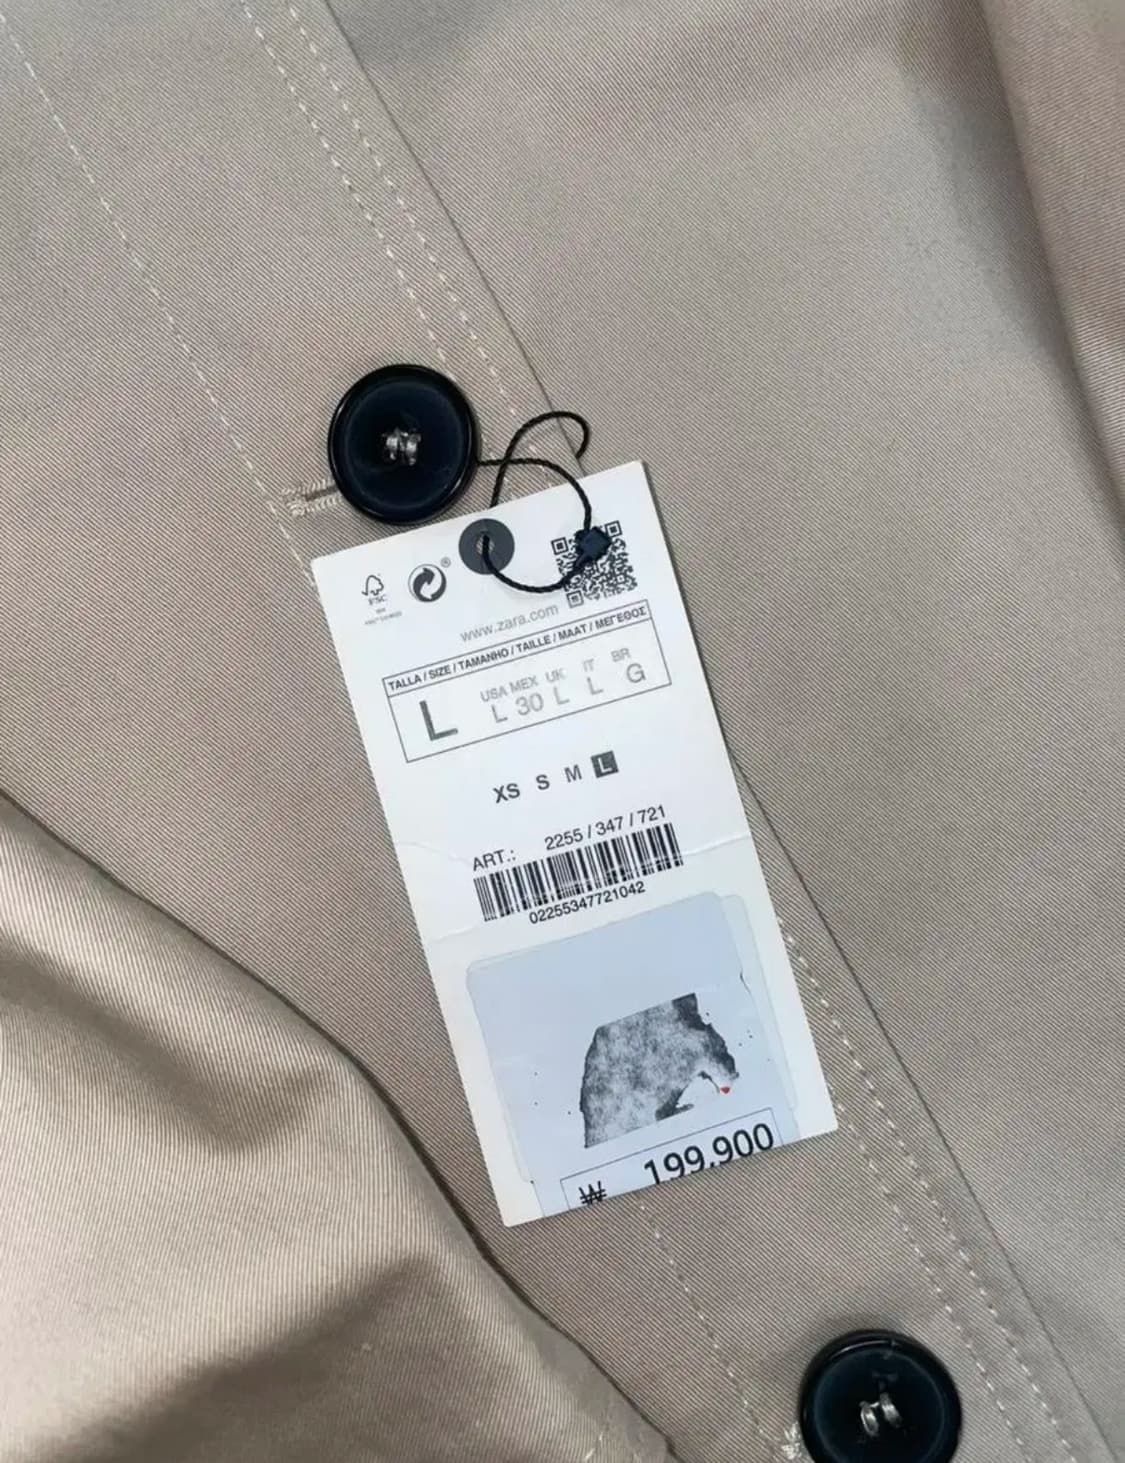 FSC
®
www.zara.com
TALLA / SIZE / TAMANHO / TAILLE / MAAT / ΜΕΓΕΘΟΣ
USA MEX UK IT BR
L L 30 L L G
XS S M L
ART.: 2255 / 347 / 721
02255347721042
₩ 199,900